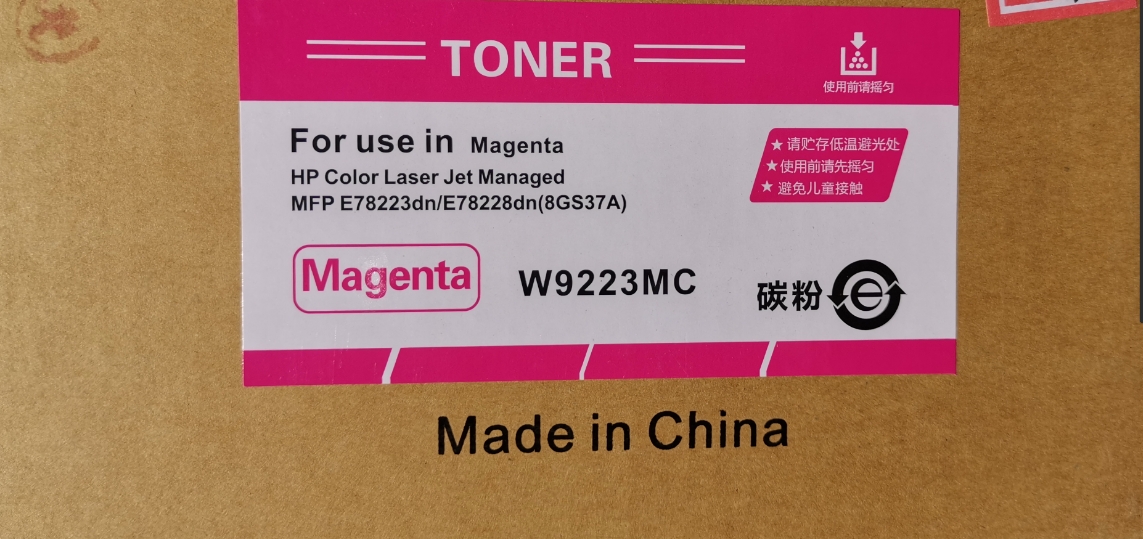 TONER
使用前请摇匀
For use in Magenta
HP Color Laser Jet Managed
MFP E78223dn/E78228dn(8GS37A)
★ 请贮存低温避光处
★ 使用前请先摇匀
★ 避免儿童接触
Magenta
W9223MC
碳粉
Made in China